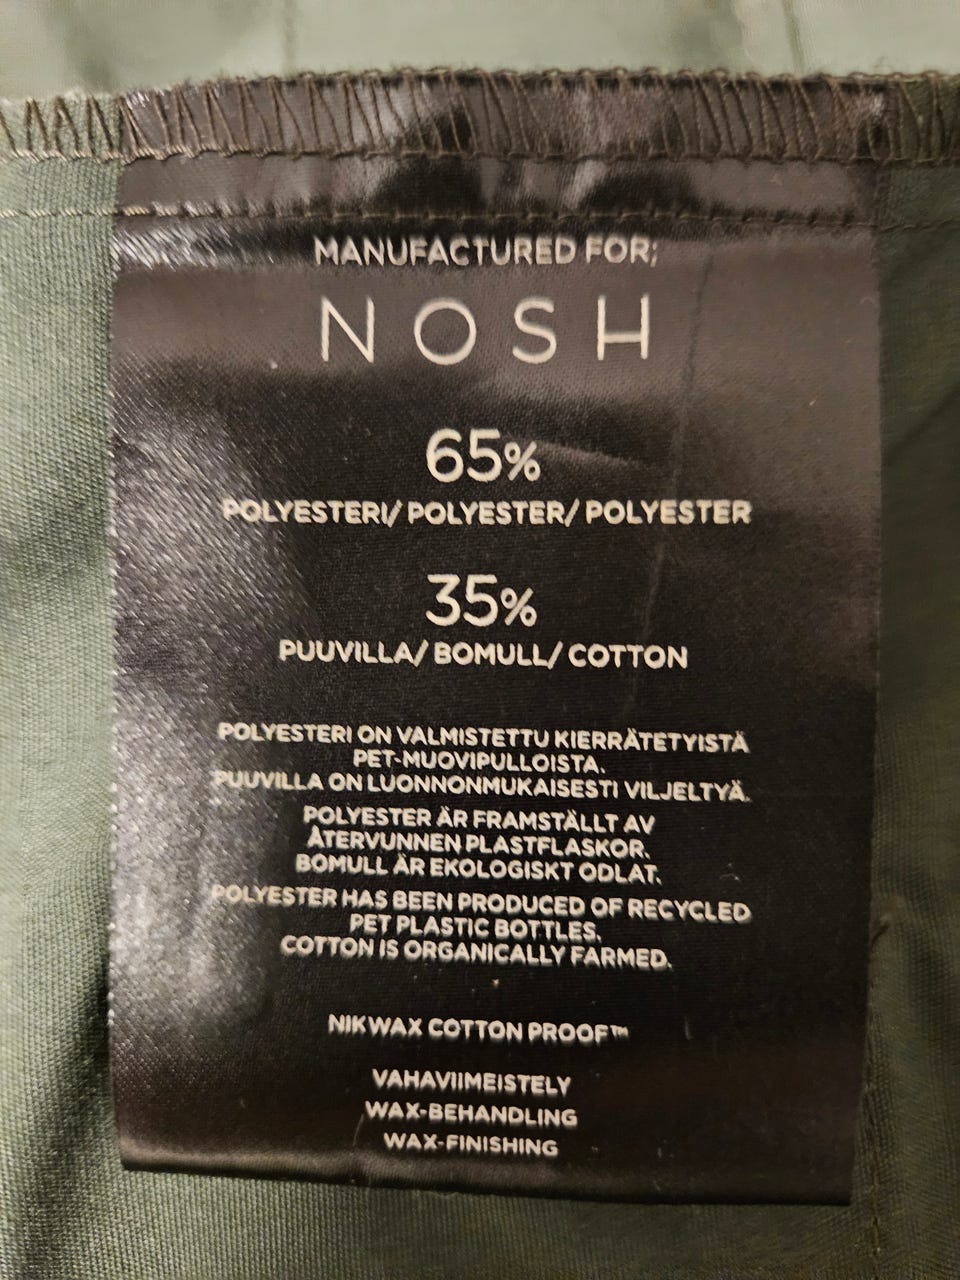 MANUFACTURED FOR;
NOSH
65%
POLYESTERI/ POLYESTER/ POLYESTER
35%
PUUVILLA/ BOMULL/ COTTON
POLYESTERI ON VALMISTETTU KIERRÄTETYISTÄ
PET-MUOVIPULLOISTA.
PUUVILLA ON LUONNONMUKAISESTI VILJELTYÄ.
POLYESTER ÄR FRAMSTÄLLT AV
ÅTERVUNNEN PLASTFLASKOR.
BOMULL ÄR EKOLOGISKT ODLAT.
POLYESTER HAS BEEN PRODUCED OF RECYCLED
PET PLASTIC BOTTLES.
COTTON IS ORGANICALLY FARMED.
NIKWAX COTTON PROOF™
VAHAVIIMEISTELY
WAX-BEHANDLING
WAX-FINISHING